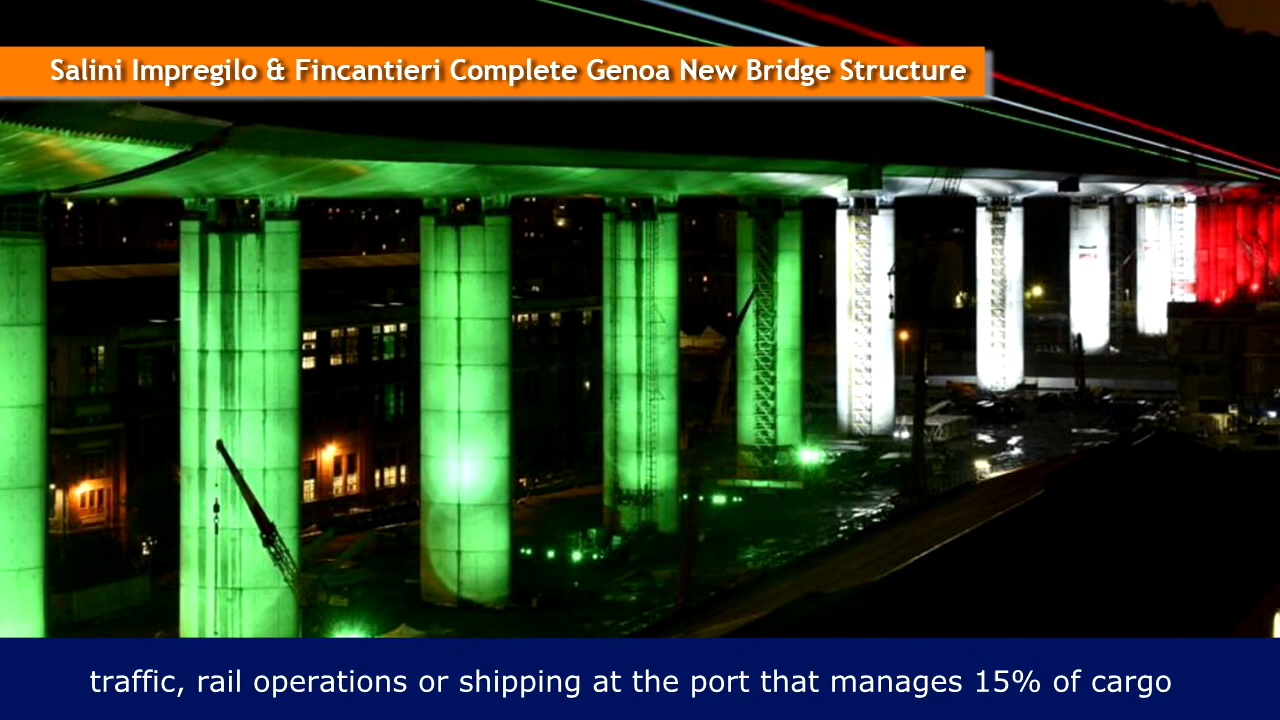 Salini Impregilo & Fincantieri Complete Genoa New Bridge Structure
traffic, rail operations or shipping at the port that manages 15% of cargo